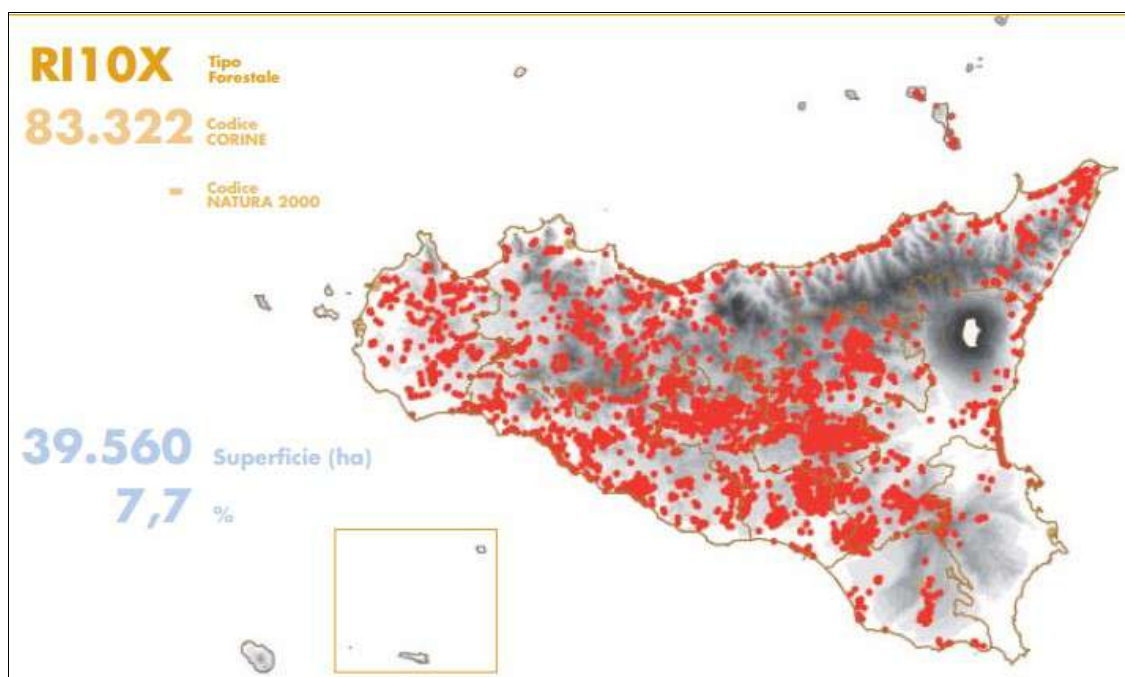 RI10X Tipo
Forestale
83.322 Codice
CORINE
- Codice
NATURA 2000
39.560 Superficie (ha)
7,7 %